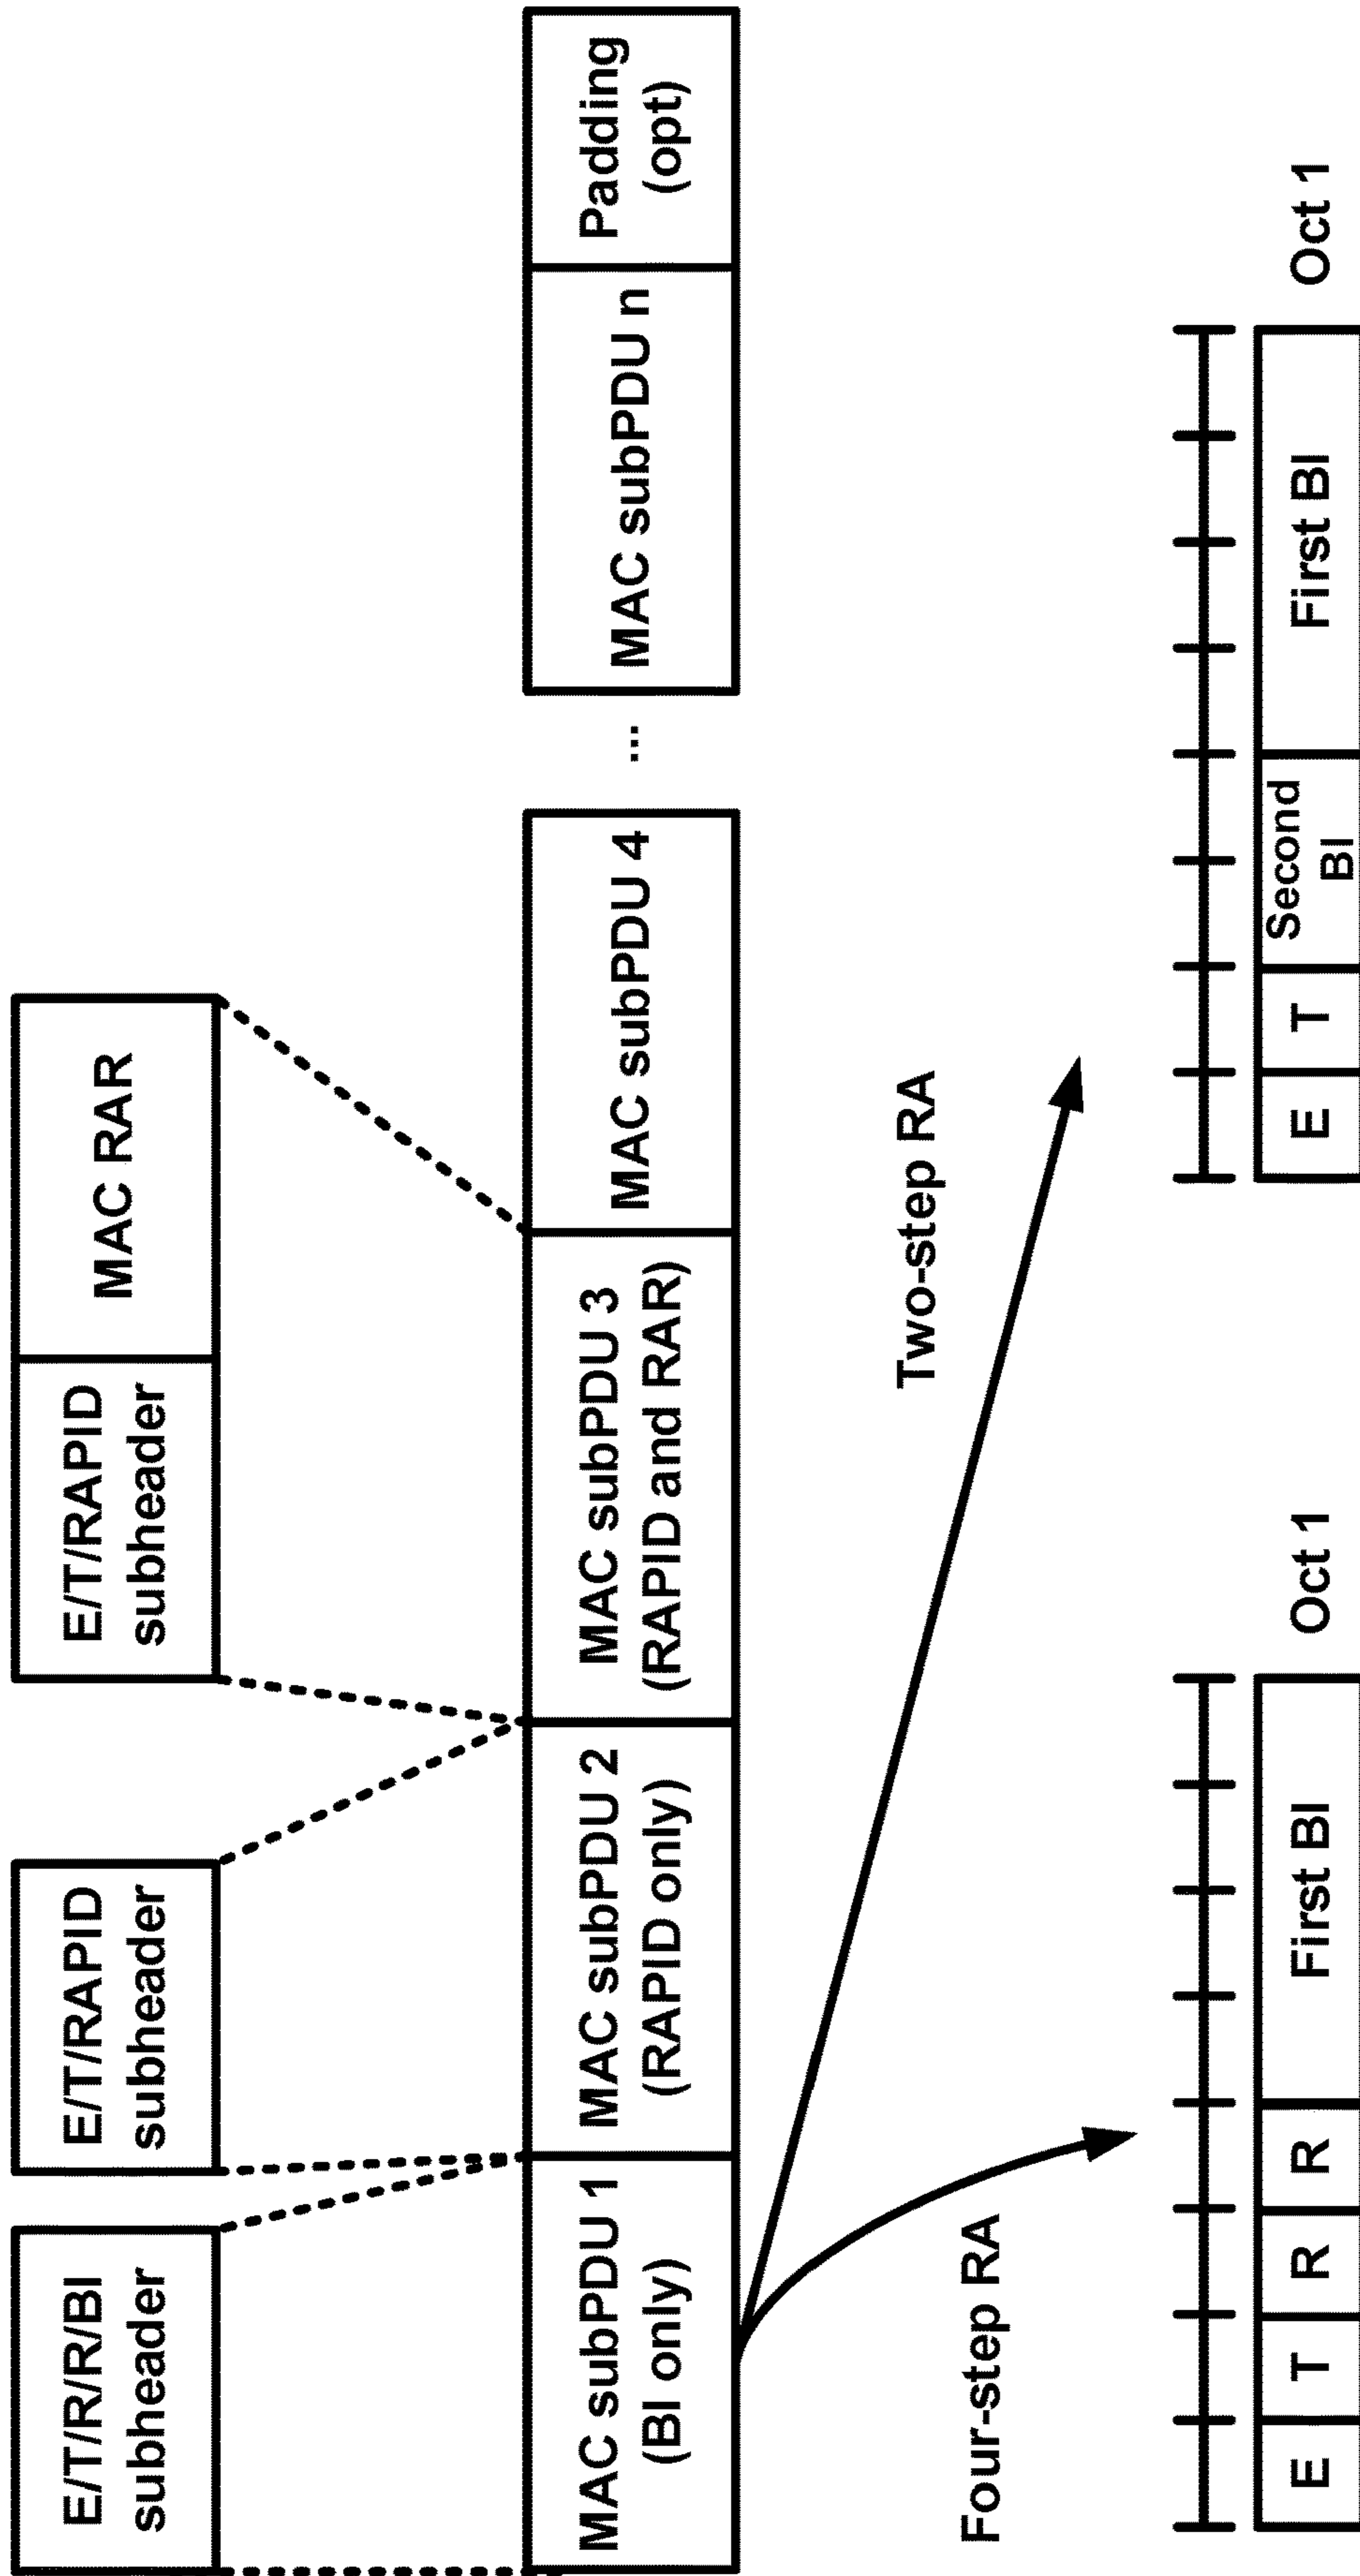 E/T/R/R/BI
subheader
E/T/RAPID
subheader
E/T/RAPID
subheader
MAC RAR
MAC subPDU 1
(BI only)
MAC subPDU 2
(RAPID only)
MAC subPDU 3
(RAPID and RAR)
MAC subPDU 4
...
MAC subPDU n
Padding
(opt)
Four-step RA
Two-step RA
E T R R First BI Oct 1
E T Second BI First BI Oct 1